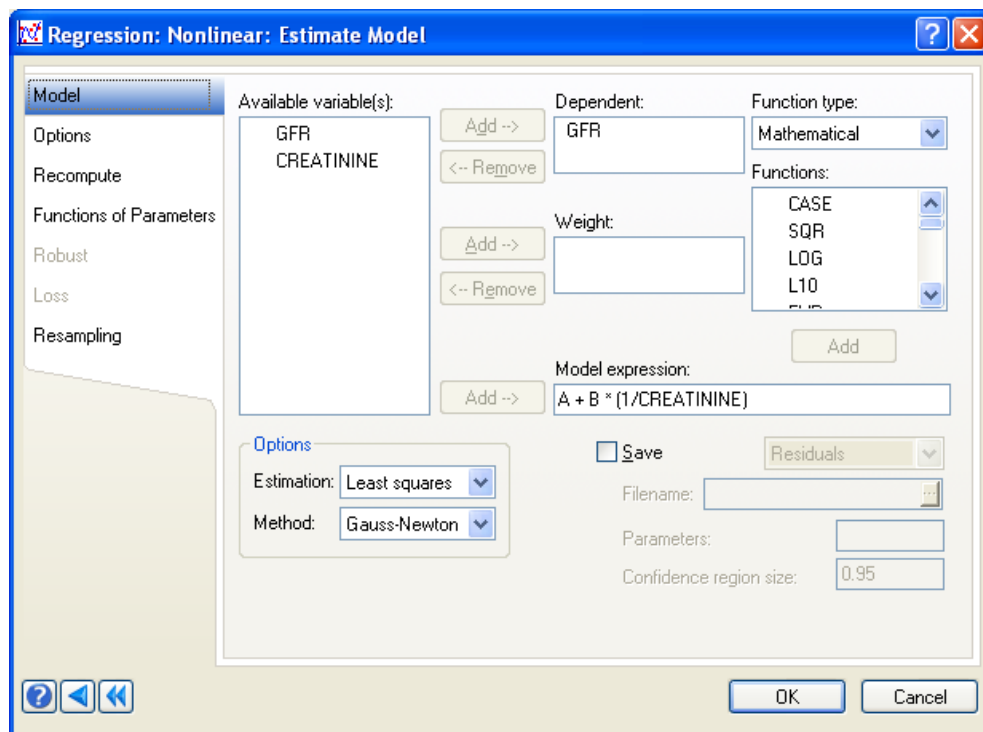 Regression: Nonlinear: Estimate Model
Model
Options
Recompute
Functions of Parameters
Robust
Loss
Resampling
Available variable(s):
GFR
CREATININE
Add -->
<-- Remove
Add -->
<-- Remove
Add -->
Dependent:
GFR
Weight:
Function type:
Mathematical
Functions:
CASE
SQR
LOG
L10
Add
Model expression:
A + B * (1/CREATININE)
Options
Estimation: Least squares
Method: Gauss-Newton
Save Residuals
Filename: ...
Parameters:
Confidence region size: 0.95
OK Cancel